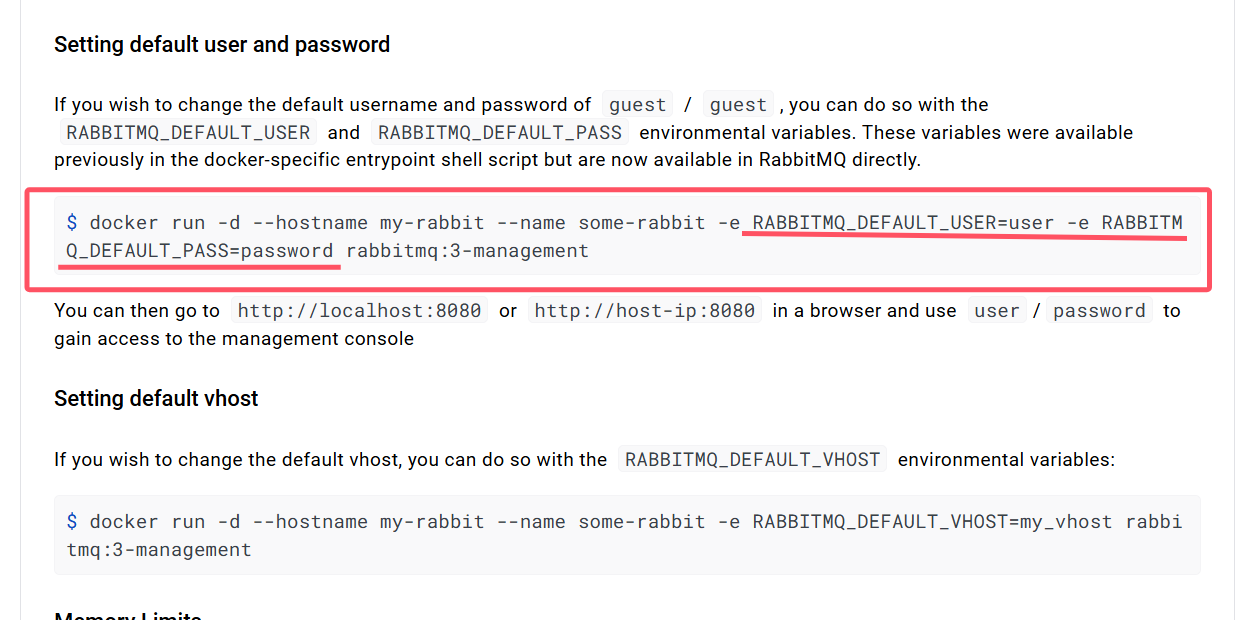 Setting default user and password
If you wish to change the default username and password of guest / guest , you can do so with the
RABBITMQ_DEFAULT_USER and RABBITMQ_DEFAULT_PASS environmental variables. These variables were available
previously in the docker-specific entrypoint shell script but are now available in RabbitMQ directly.
$ docker run -d --hostname my-rabbit --name some-rabbit -e RABBITMQ_DEFAULT_USER=user -e RABBITM
Q_DEFAULT_PASS=password rabbitmq:3-management
You can then go to http://localhost:8080 or http://host-ip:8080 in a browser and use user / password to
gain access to the management console
Setting default vhost
If you wish to change the default vhost, you can do so with the RABBITMQ_DEFAULT_VHOST environmental variables:
$ docker run -d --hostname my-rabbit --name some-rabbit -e RABBITMQ_DEFAULT_VHOST=my_vhost rabbi
tmq:3-management
Memory Limits